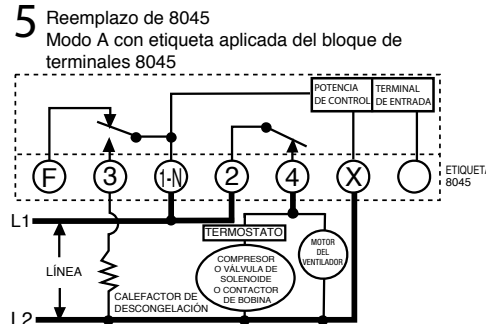 5 Reemplazo de 8045
Modo A con etiqueta aplicada del bloque de
terminales 8045
POTENCIA
DE CONTROL
TERMINAL
DE ENTRADA
F 3 1-N 2 4 X
ETIQUETA
8045
L1
TERMOSTATO
LÍNEA
COMPRESOR
O VÁLVULA DE
SOLENOIDE
O CONTACTOR
DE BOBINA
MOTOR
DEL
VENTILADOR
CALEFACTOR DE
DESCONGELACIÓN
L2